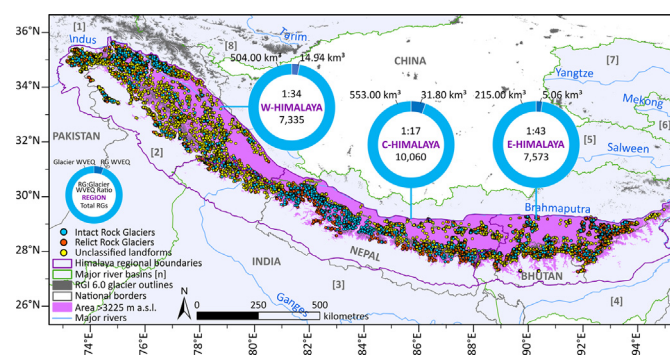 36°N
34°N
32°N
30°N
28°N
26°N
[1]
Indus
[8]
Tarim
504.00 km³ 14.94 km³
1:34
W-HIMALAYA
7,335
CHINA
553.00 km³ 31.80 km³
1:17
C-HIMALAYA
10,060
215.00 km³ 5.06 km³
1:43
E-HIMALAYA
7,573
[7]
Yangtze
Mekong
[6]
[5]
Salween
Brahmaputra
PAKISTAN
[2]
Glacier WVEQ RG WVEQ
RG:Glacier
WVEQ Ratio
REGION
Total RGs
Intact Rock Glaciers
Relict Rock Glaciers
Unclassified landforms
Himalaya regional boundaries
Major river basins [n]
RGI 6.0 glacier outlines
National borders
Area >3225 m a.s.l.
Major rivers
INDIA
NEPAL
BHUTAN
[3]
[4]
Ganges
N
0 250 500
kilometres
74°E
76°E
78°E
80°E
82°E
84°E
86°E
88°E
90°E
92°E
94°E